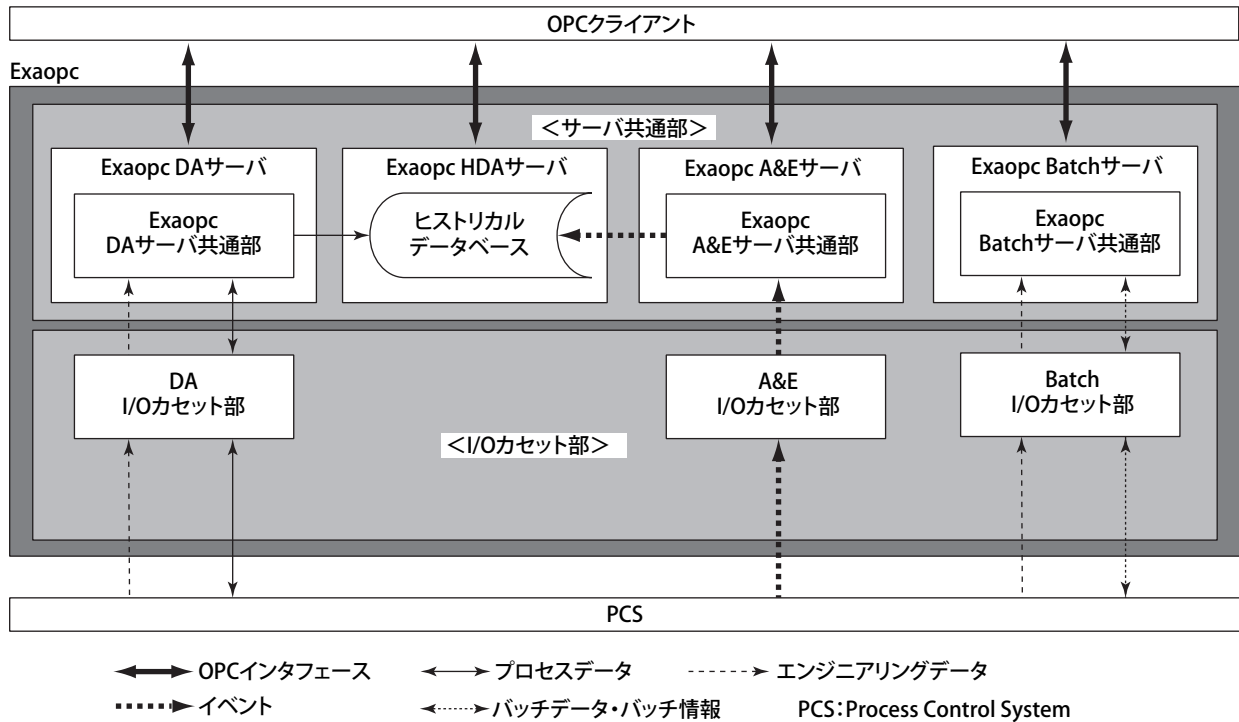 OPCクライアント
Exaopc
＜サーバ共通部＞
Exaopc DAサーバ
Exaopc
DAサーバ共通部
Exaopc HDAサーバ
ヒストリカル
データベース
Exaopc A&Eサーバ
Exaopc
A&Eサーバ共通部
Exaopc Batchサーバ
Exaopc
Batchサーバ共通部
DA
I/Oカセット部
A&E
I/Oカセット部
Batch
I/Oカセット部
＜I/Oカセット部＞
PCS
OPCインタフェース
プロセスデータ
エンジニアリングデータ
イベント
バッチデータ・バッチ情報
PCS：Process Control System